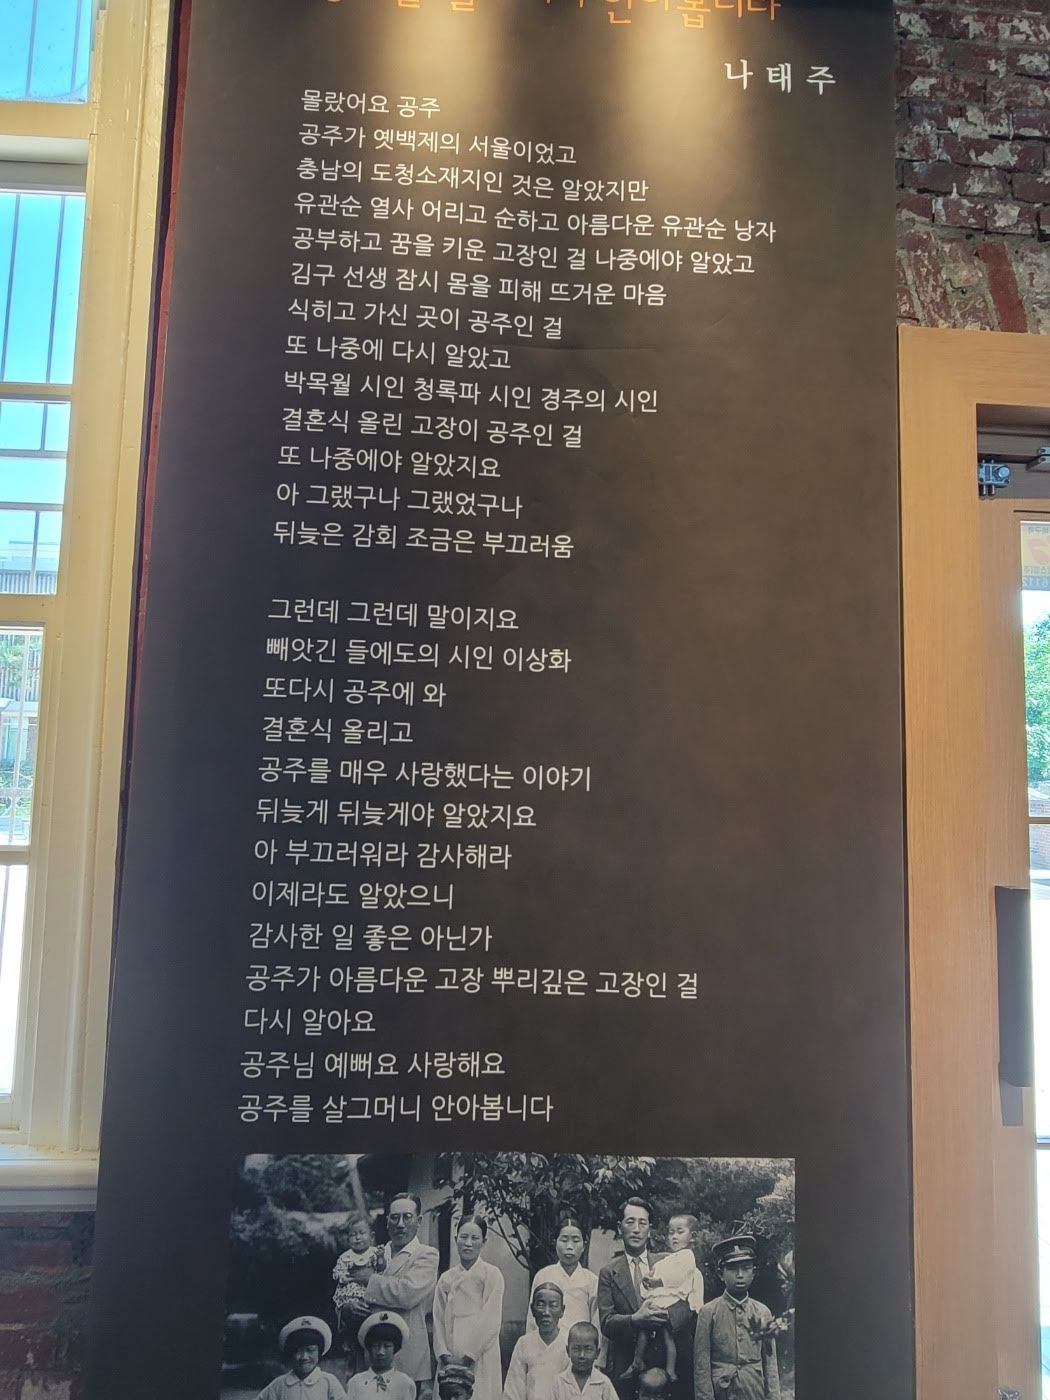 안아봅니다
나 태 주
몰랐어요 공주
공주가 옛백제의 서울이었고
충남의 도청소재지인 것은 알았지만
유관순 열사 어리고 순하고 아름다운 유관순 낭자
공부하고 꿈을 키운 고장인 걸 나중에야 알았고
김구 선생 잠시 몸을 피해 뜨거운 마음
식히고 가신 곳이 공주인 걸
또 나중에 다시 알았고
박목월 시인 청록파 시인 경주의 시인
결혼식 올린 고장이 공주인 걸
또 나중에야 알았지요
아 그랬구나 그랬었구나
뒤늦은 감회 조금은 부끄러움
그런데 그런데 말이지요
빼앗긴 들에도의 시인 이상화
또다시 공주에 와
결혼식 올리고
공주를 매우 사랑했다는 이야기
뒤늦게 뒤늦게야 알았지요
아 부끄러워라 감사해라
이제라도 알았으니
감사한 일 좋은 아닌가
공주가 아름다운 고장 뿌리깊은 고장인 걸
다시 알아요
공주님 예뻐요 사랑해요
공주를 살그머니 안아봅니다